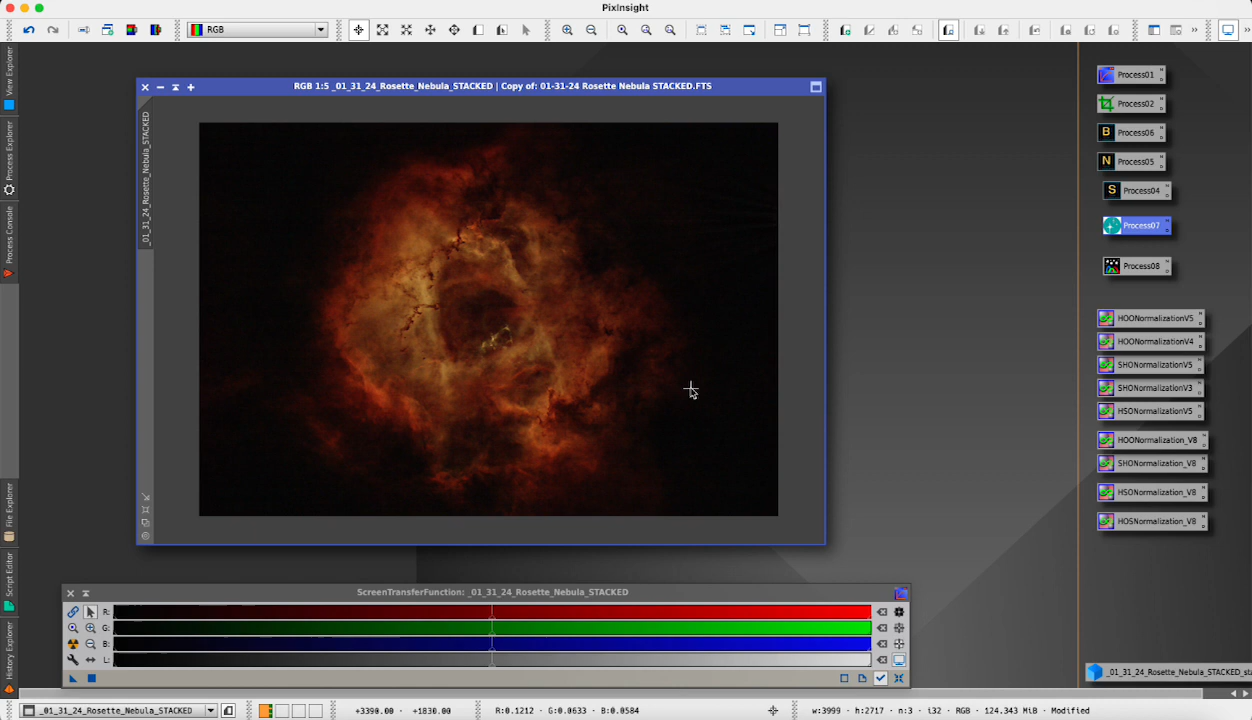 PixInsight
RGB
View Explorer
Process Explorer
Process Console
File Explorer
Script Editor
History Explorer
RGB 1:5 _01_31_24_Rosette_Nebula_STACKED | Copy of: 01-31-24 Rosette Nebula STACKED.FTS
_01_31_24_Rosette_Nebula_STACKED
Process01
Process02
B Process06
N Process05
S Process04
Process07
Process08
HOONormalizationV5
HOONormalizationV4
SHONormalizationV5
SHONormalizationV3
HSONormalizationV5
HOONormalization_V8
SHONormalization_V8
HSONormalization_V8
HOSNormalization_V8
ScreenTransferFunction: _01_31_24_Rosette_Nebula_STACKED
R:
G:
B:
L:
_01_31_24_Rosette_Nebula_STACKED_st
_01_31_24_Rosette_Nebula_STACKED
+3390.00 · +1830.00
R:0.1212 · G:0.0633 · B:0.0584
w:3999 · h:2717 · n:3 · i32 · RGB · 124.343 MiB · Modified